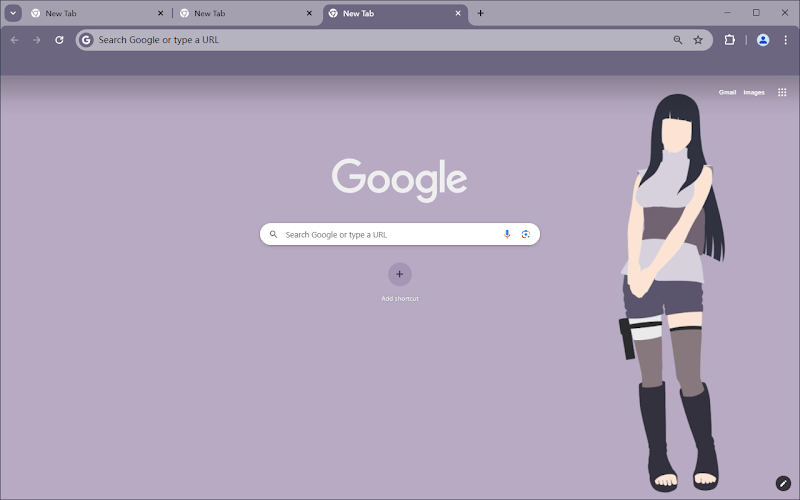 New Tab
New Tab
New Tab
Search Google or type a URL
Gmail Images
Google
Search Google or type a URL
Add shortcut